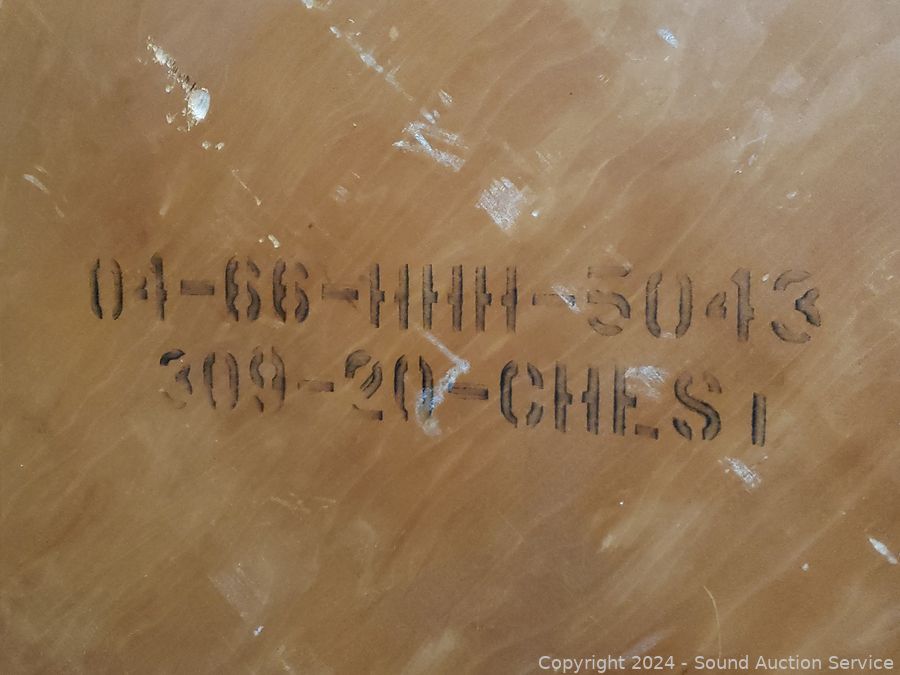 04-66-HHH-5043
309-20-CHEST
Copyright 2024 - Sound Auction Service